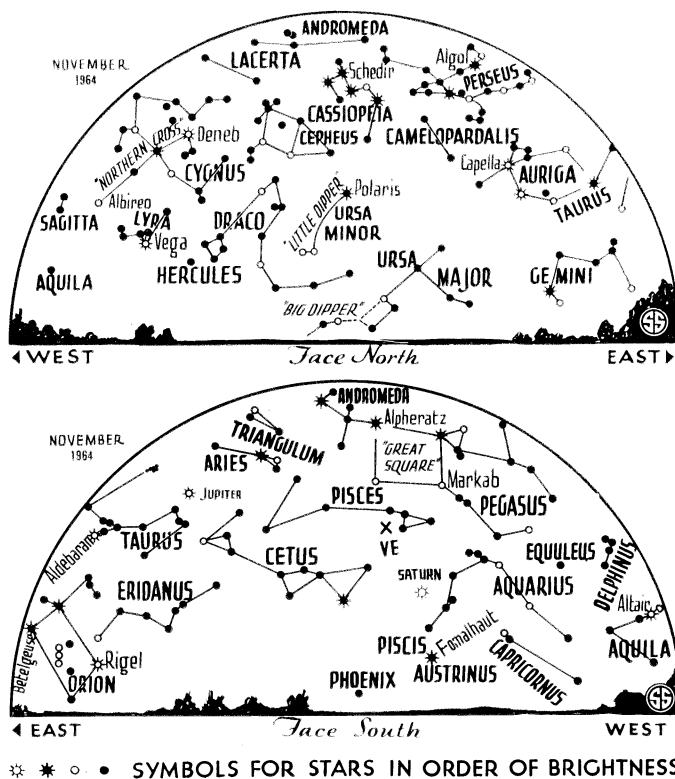 ANDROMEDA
LACERTA
NOVEMBER
1964
Schedir
Algol
PERSEUS
CASSIOPEIA
CEPHEUS
CAMELOPARDALIS
"NORTHERN CROSS"
Deneb
CYGNUS
Capella
AURIGA
TAURUS
Albireo
SAGITTA
LYRA
Vega
DRACO
"LITTLE DIPPER"
Polaris
URSA
MINOR
AQUILA
HERCULES
URSA MAJOR
GEMINI
"BIG DIPPER"
SS
WEST Face North EAST
ANDROMEDA
Alpheratz
NOVEMBER
1964
TRIANGULUM
ARIES
"GREAT
SQUARE"
Markab
JUPITER
PISCES
PEGASUS
Aldebaran
TAURUS
X
VE
CETUS
EQUULEUS
DELPHINUS
ERIDANUS
SATURN
AQUARIUS
Altair
Betelgeuse
Rigel
ORION
PISCIS
AUSTRINUS
Fomalhaut
CAPRICORNUS
AQUILA
PHOENIX
SS
EAST Face South WEST
SYMBOLS FOR STARS IN ORDER OF BRIGHTNESS